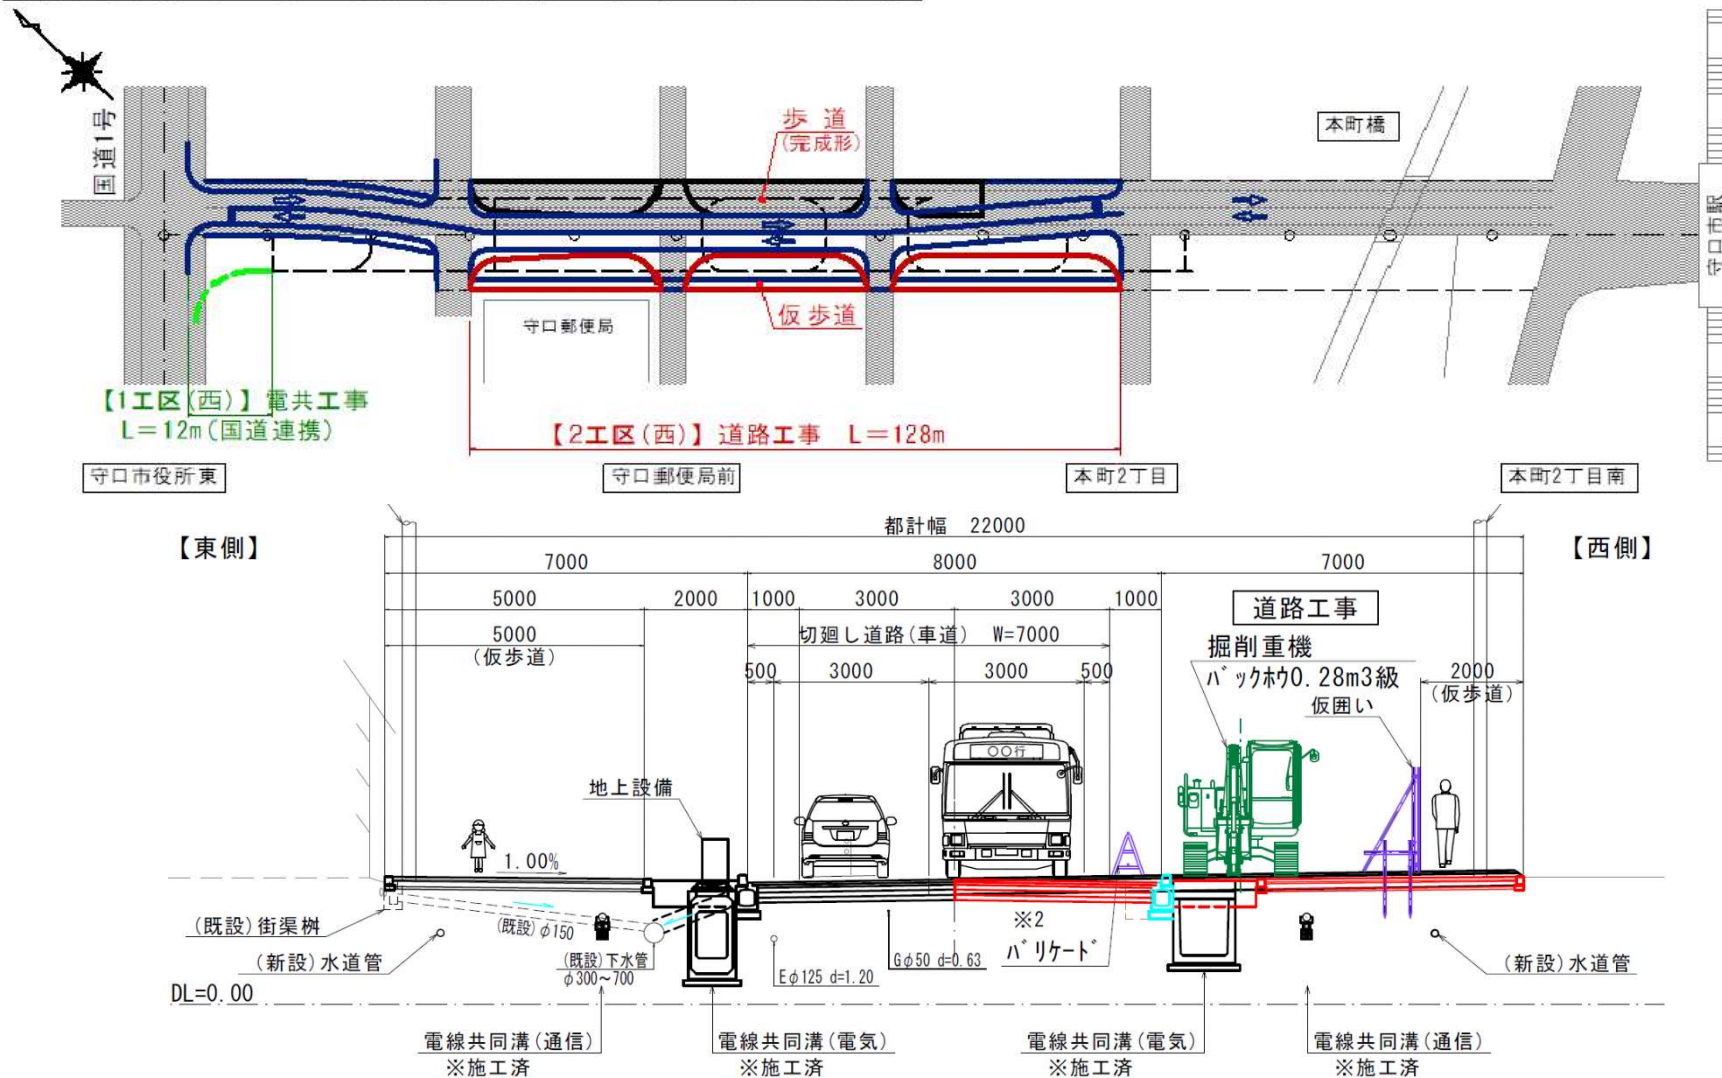 国道1号
歩 道
(完成形)
本町橋
守口市駅
守口郵便局
仮歩道
【1工区(西)】電共工事
L=12m(国道連携)
【2工区(西)】道路工事 L=128m
守口市役所東
守口郵便局前
本町2丁目
本町2丁目南
【東側】
都計幅 22000
【西側】
7000
8000
7000
5000
2000
1000
3000
3000
1000
道路工事
5000
(仮歩道)
切廻し道路(車道) W=7000
掘削重機
バックホウ0.28m3級
500
3000
3000
500
2000
(仮歩道)
仮囲い
○○行
地上設備
1.00%
(既設)街渠桝
(既設)φ150
(新設)水道管
(既設)下水管
φ300~700
Eφ125 d=1.20
Gφ50 d=0.63
※2
バリケード
(新設)水道管
DL=0.00
電線共同溝(通信)
※施工済
電線共同溝(電気)
※施工済
電線共同溝(電気)
※施工済
電線共同溝(通信)
※施工済